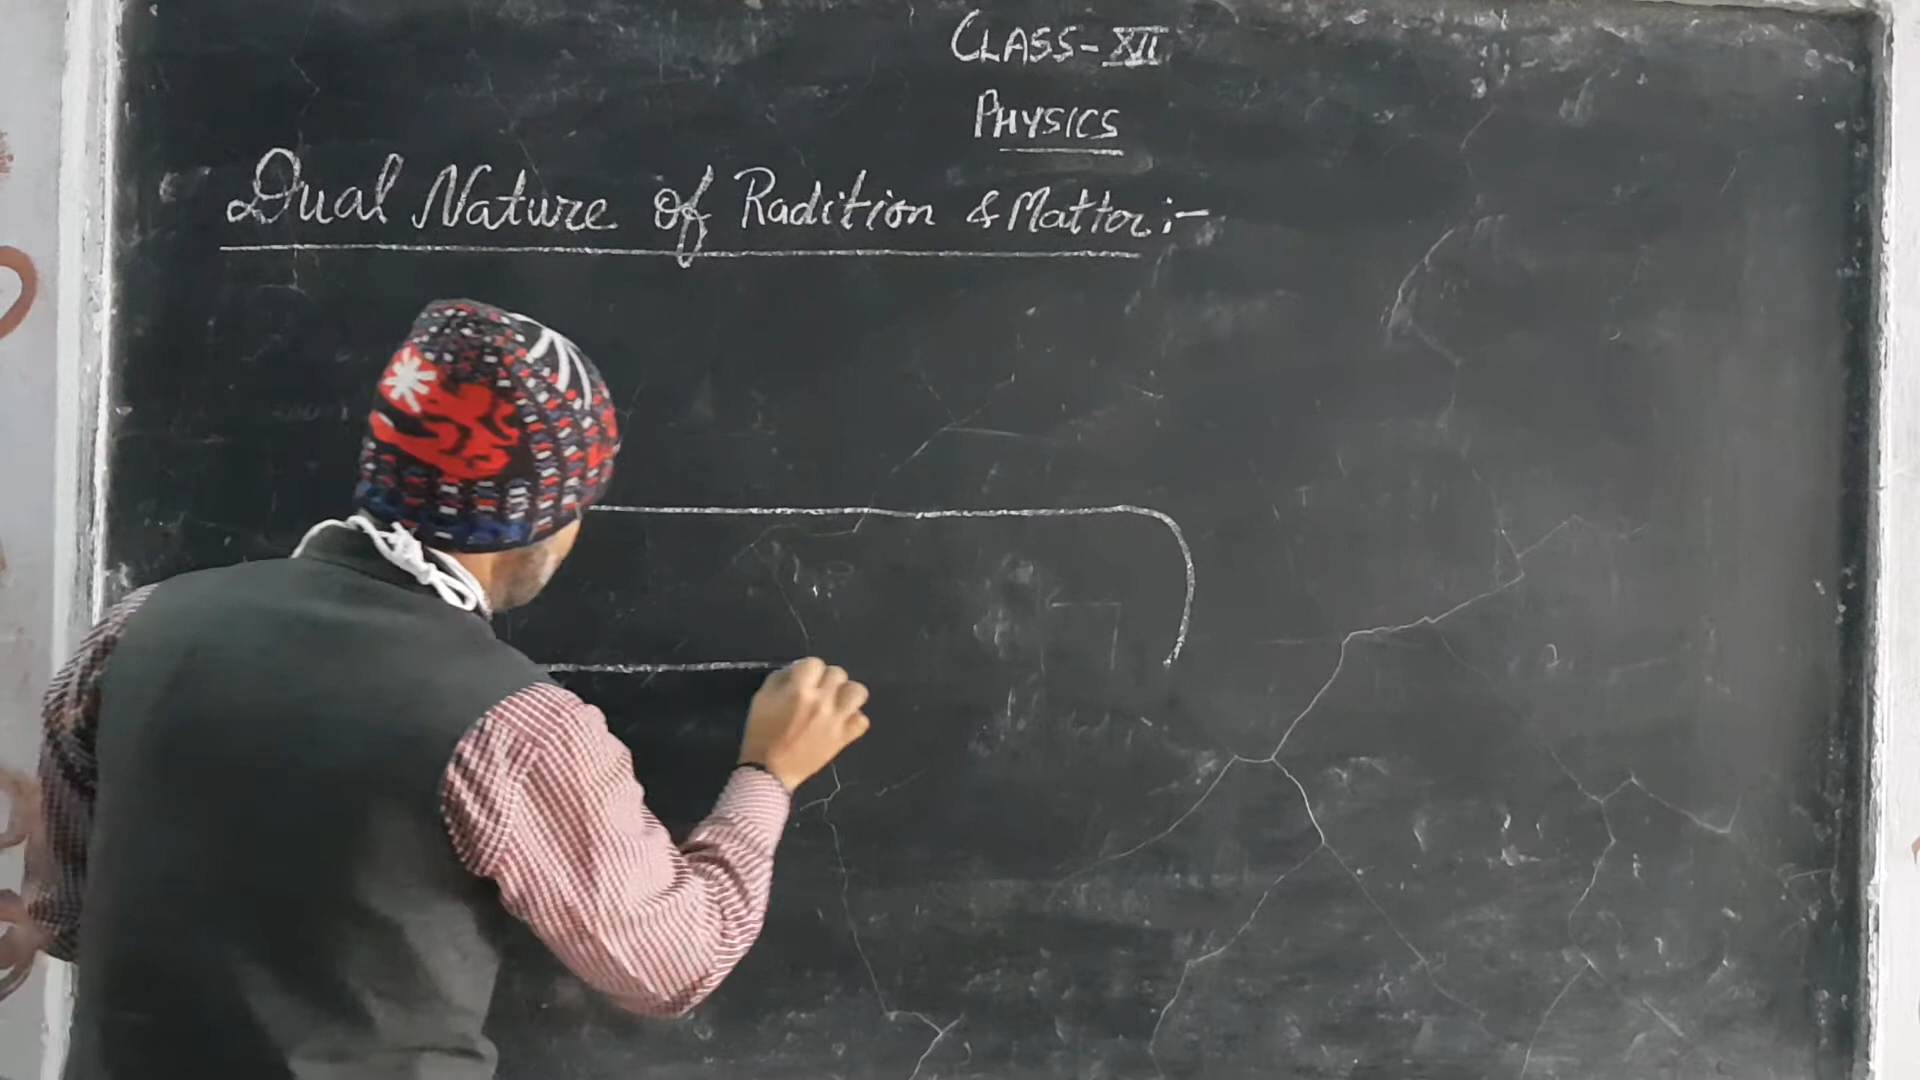 CLASS-XII
PHYSICS
Dual Nature of Radition & Matter:-